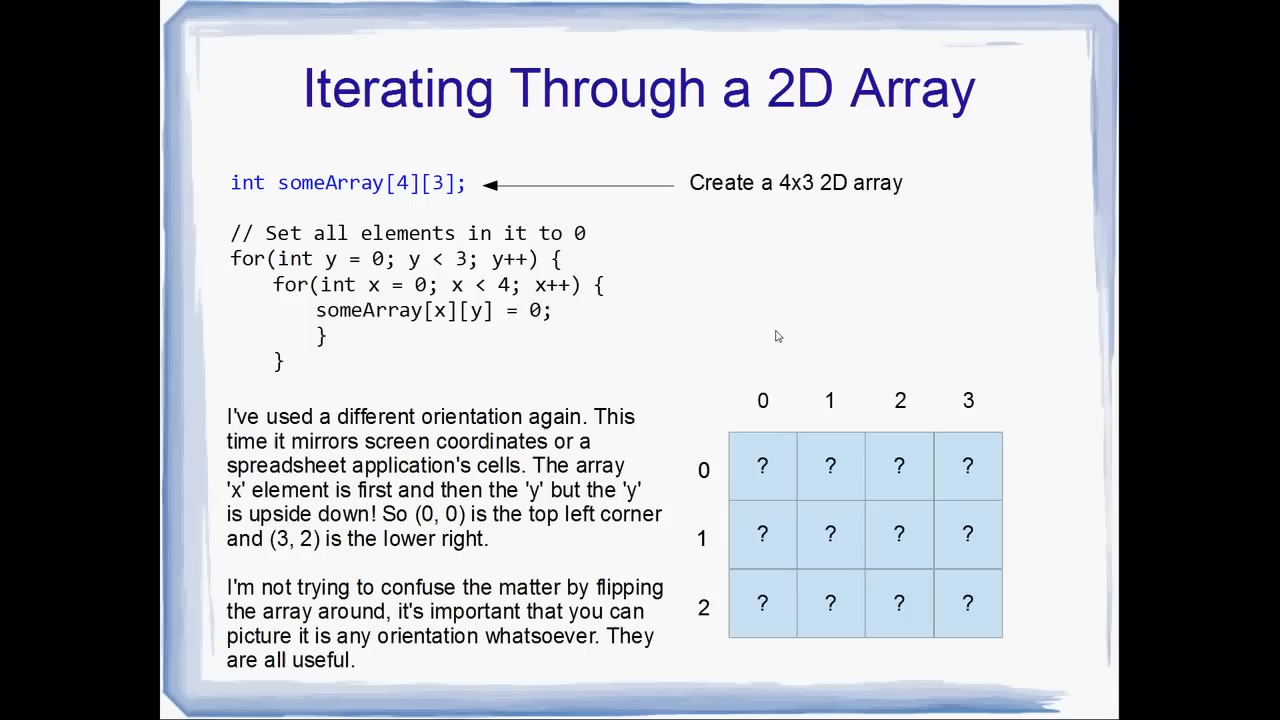 Iterating Through a 2D Array
int someArray[4][3];
Create a 4x3 2D array
// Set all elements in it to 0
for(int y = 0; y < 3; y++) {
for(int x = 0; x < 4; x++) {
someArray[x][y] = 0;
}
}
I've used a different orientation again. This
time it mirrors screen coordinates or a
spreadsheet application's cells. The array
'x' element is first and then the 'y' but the 'y'
is upside down! So (0, 0) is the top left corner
and (3, 2) is the lower right.
I'm not trying to confuse the matter by flipping
the array around, it's important that you can
picture it is any orientation whatsoever. They
are all useful.
0 1 2 3
0 ? ? ? ?
1 ? ? ? ?
2 ? ? ? ?